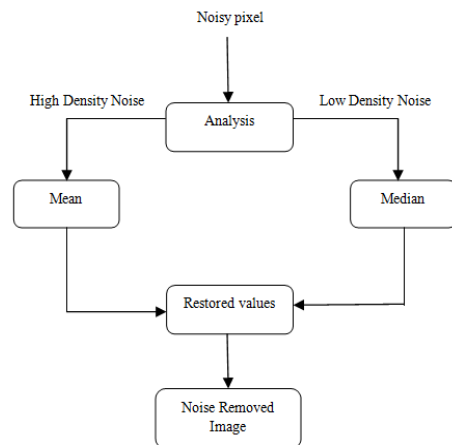 Noisy pixel
High Density Noise
Low Density Noise
Analysis
Mean
Median
Restored values
Noise Removed
Image